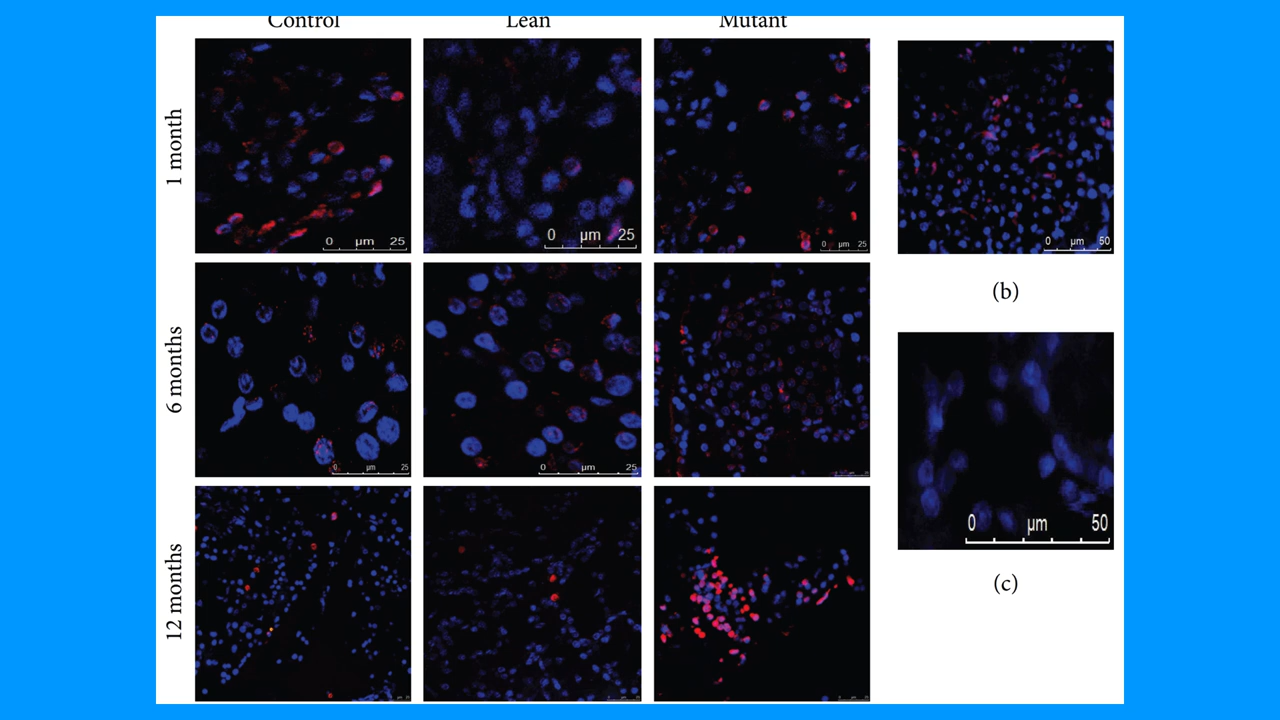 Control Lean Mutant
1 month
0 µm 25
0 µm 25
0 µm 25
0 µm 50
(b)
6 months
0 µm 25
0 µm 25
0 µm 50
(c)
12 months